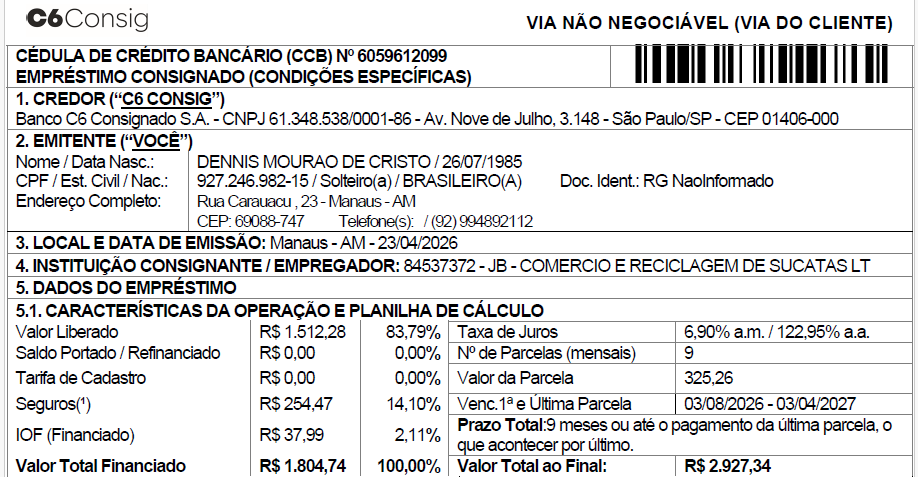 C6Consig
VIA NÃO NEGOCIÁVEL (VIA DO CLIENTE)
CÉDULA DE CRÉDITO BANCÁRIO (CCB) Nº 6059612099
EMPRÉSTIMO CONSIGNADO (CONDIÇÕES ESPECÍFICAS)
1. CREDOR (“C6 CONSIG”)
Banco C6 Consignado S.A. - CNPJ 61.348.538/0001-86 - Av. Nove de Julho, 3.148 - São Paulo/SP - CEP 01406-000
2. EMITENTE (“VOCÊ”)
Nome / Data Nasc.: DENNIS MOURAO DE CRISTO / 26/07/1985
CPF / Est. Civil / Nac.: 927.246.982-15 / Solteiro(a) / BRASILEIRO(A) Doc. Ident.: RG NaoInformado
Endereço Completo: Rua Carauacu , 23 - Manaus - AM
CEP: 69088-747 Telefone(s): / (92) 994892112
3. LOCAL E DATA DE EMISSÃO: Manaus - AM - 23/04/2026
4. INSTITUIÇÃO CONSIGNANTE / EMPREGADOR: 84537372 - JB - COMERCIO E RECICLAGEM DE SUCATAS LT
5. DADOS DO EMPRÉSTIMO
5.1. CARACTERÍSTICAS DA OPERAÇÃO E PLANILHA DE CÁLCULO
Valor Liberado R$ 1.512,28 83,79% Taxa de Juros 6,90% a.m. / 122,95% a.a.
Saldo Portado / Refinanciado R$ 0,00 0,00% Nº de Parcelas (mensais) 9
Tarifa de Cadastro R$ 0,00 0,00% Valor da Parcela 325,26
Seguros(¹) R$ 254,47 14,10% Venc.1ª e Última Parcela 03/08/2026 - 03/04/2027
IOF (Financiado) R$ 37,99 2,11% Prazo Total:9 meses ou até o pagamento da última parcela, o
que acontecer por último.
Valor Total Financiado R$ 1.804,74 100,00% Valor Total ao Final: R$ 2.927,34